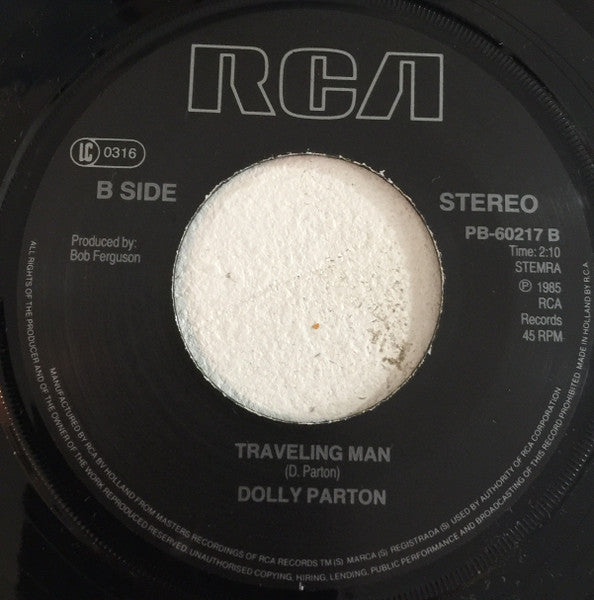 RCA
LC 0316
B SIDE
STEREO
PB-60217 B
Time: 2:10
STEMRA
Ⓟ 1985
RCA
Records
45 RPM
Produced by:
Bob Ferguson
TRAVELING MAN
(D. Parton)
DOLLY PARTON
ALL RIGHTS OF THE PRODUCER AND OF THE OWNER OF THE WORK REPRODUCED RESERVED UNAUTHORISED COPYING, HIRING, LENDING, PUBLIC PERFORMANCE AND BROADCASTING OF THIS RECORD PROHIBITED MADE IN HOLLAND BY R.C.A.
MANUFACTURED BY RCA BV HOLLAND FROM MASTERS RECORDINGS OF RCA RECORDS TM (S) MARCA (S) REGISTRADA (S) USED BY AUTHORITY OF RCA CORPORATION